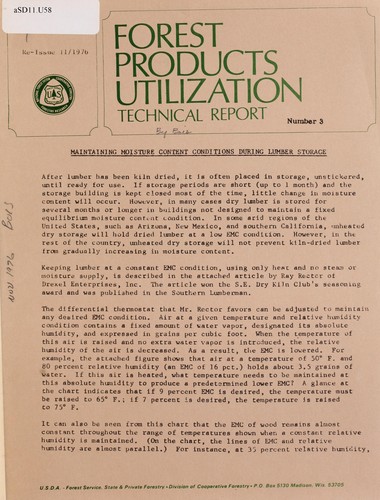 aSD11.U58
Re-Issue 11/1976
FOREST
PRODUCTS
UTILIZATION
TECHNICAL REPORT
Number 3
UAS
MAINTAINING MOISTURE CONTENT CONDITIONS DURING LUMBER STORAGE
After lumber has been kiln dried, it is often placed in storage, unstickered,
until ready for use. If storage periods are short (up to 1 month) and the
storage building is kept closed most of the time, little change in moisture
content will occur. However, in many cases dry lumber is stored for
several months or longer in buildings not designed to maintain a fixed
equilibrium moisture content condition. In some arid regions of the
United States, such as Arizona, New Mexico, and southern California, unheated
dry storage will hold dried lumber at a low EMC condition. However, in the
rest of the country, unheated dry storage will not prevent kiln-dried lumber
from gradually increasing in moisture content.
Keeping lumber at a constant EMC condition, using only heat and no steam or
moisture supply, is described in the attached article by Ray Rector of
Drexel Enterprises, Inc. The article won the S.E. Dry Kiln Club's seasoning
award and was published in the Southern Lumberman.
The differential thermostat that Mr. Rector favors can be adjusted to maintain
any desired EMC condition. Air at a given temperature and relative humidity
condition contains a fixed amount of water vapor, designated its absolute
humidity, and expressed in grains per cubic foot. When the temperature of
this air is raised and no extra water vapor is introduced, the relative
humidity of the air is decreased. As a result, the EMC is lowered. For
example, the attached figure shows that air at a temperature of 50° F. and
80 percent relative humidity (an EMC of 16 pct.) holds about 3.5 grains of
water. If this air is heated, what temperature needs to be maintained at
this absolute humidity to produce a predetermined lower EMC? A glance at
the chart indicates that if 9 percent EMC is desired, the temperature must
be raised to 65° F.; if 7 percent is desired, the temperature is raised
to 75° F.
It can also be seen from this chart that the EMC of wood remains almost
constant throughout the range of temperatures shown when a constant relative
humidity is maintained. (On the chart, the lines of EMC and relative
humidity are almost parallel.) For instance, at 35 percent relative humidity,
U.S.D.A. - Forest Service, State & Private Forestry • Division of Cooperative Forestry • P.O. Box 5130 Madison, Wis. 53705
NOV 1976